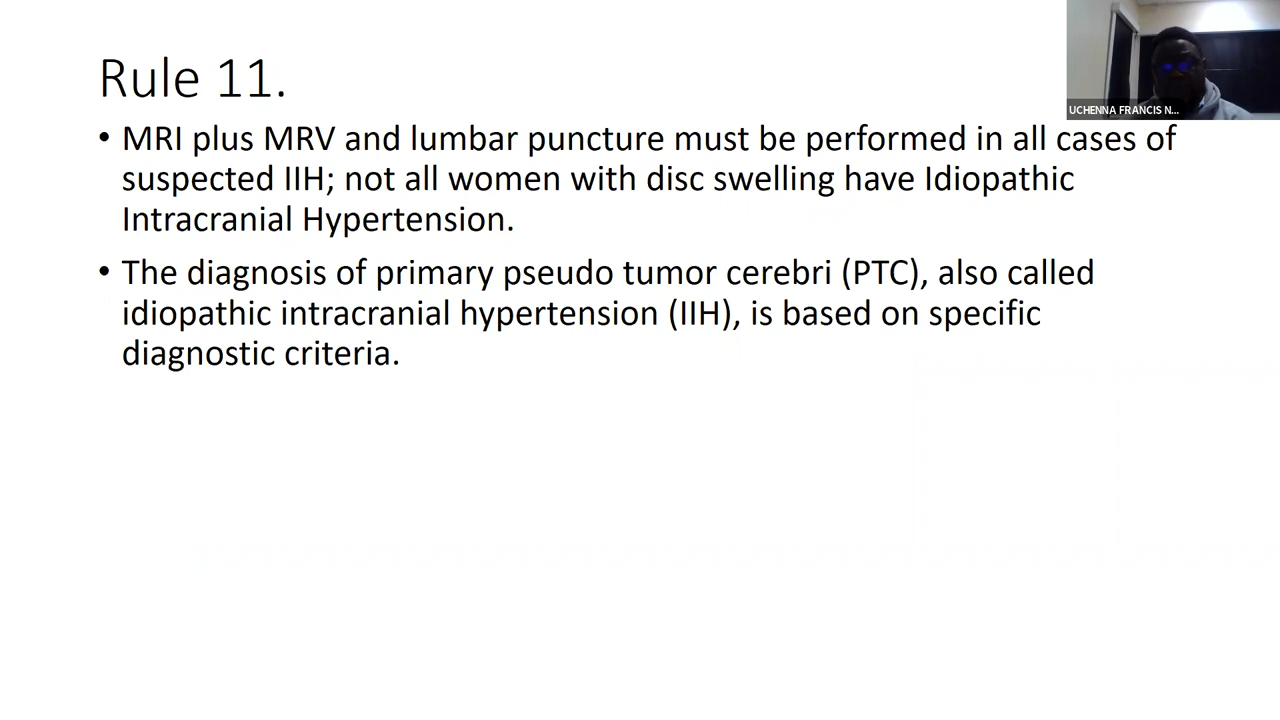 Rule 11.
• MRI plus MRV and lumbar puncture must be performed in all cases of
suspected IIH; not all women with disc swelling have Idiopathic
Intracranial Hypertension.
• The diagnosis of primary pseudo tumor cerebri (PTC), also called
idiopathic intracranial hypertension (IIH), is based on specific
diagnostic criteria.
UCHENNA FRANCIS N...